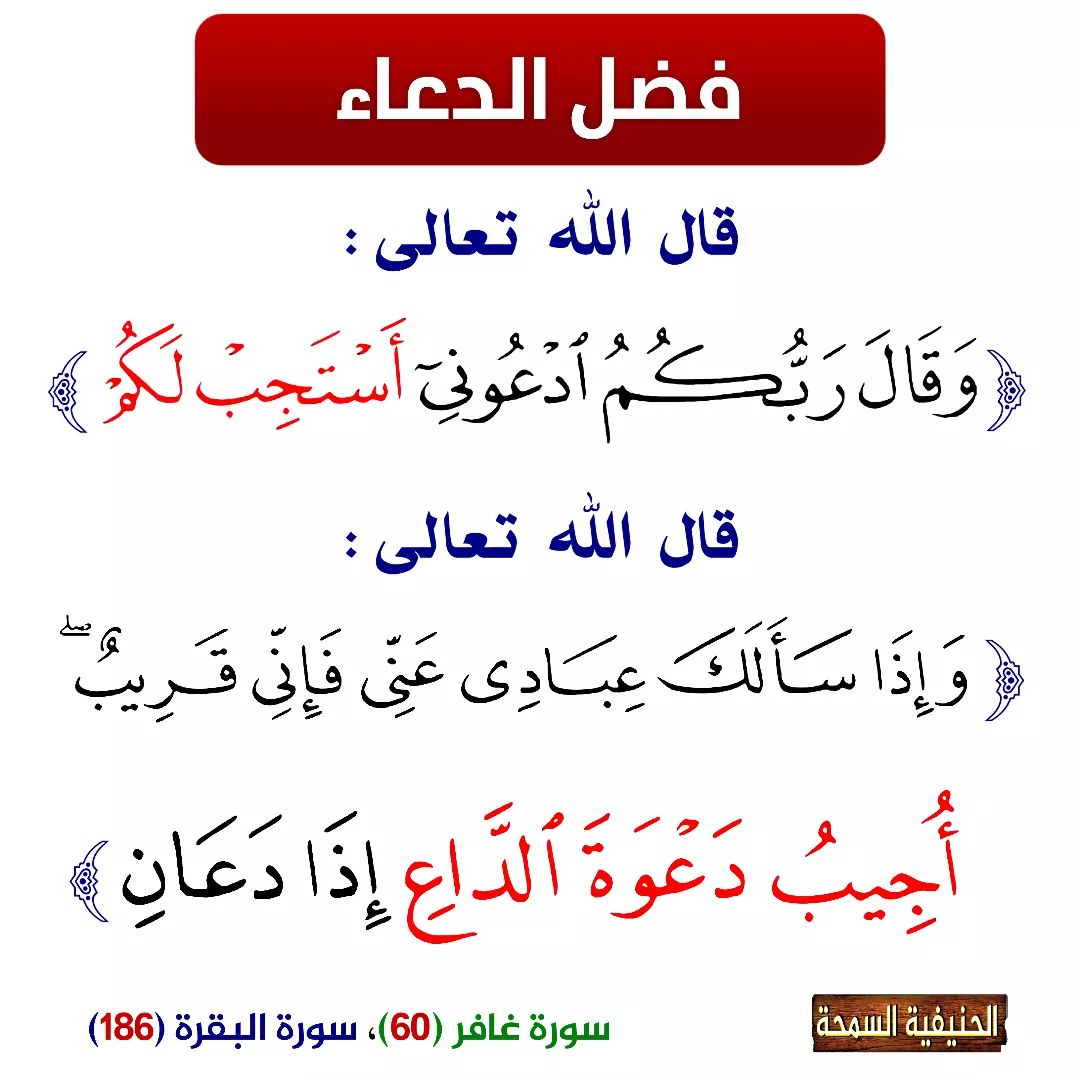 فضل الدعاء
قال الله تعالى :
﴿ وَقَالَ رَبُّكُمُ ٱدْعُونِىٓ أَسْتَجِبْ لَكُمْ ﴾
قال الله تعالى :
﴿ وَإِذَا سَأَلَكَ عِبَادِى عَنِّى فَإِنِّى قَرِيبٌ ۖ
أُجِيبُ دَعْوَةَ ٱلدَّاعِ إِذَا دَعَانِ ﴾
سورة غافر (60)، سورة البقرة (186)
الحنيفية السمحة